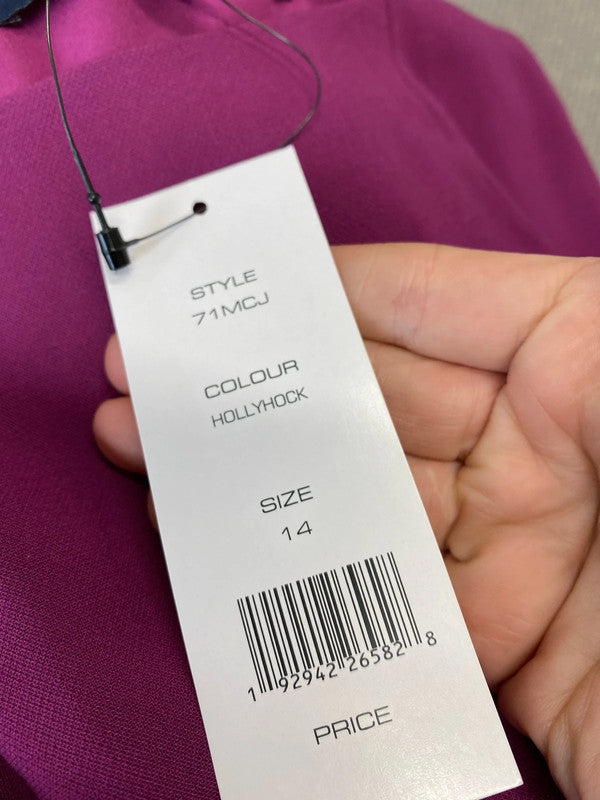 STYLE
71MCJ
COLOUR
HOLLYHOCK
SIZE
14
1 92942 26582 8
PRICE